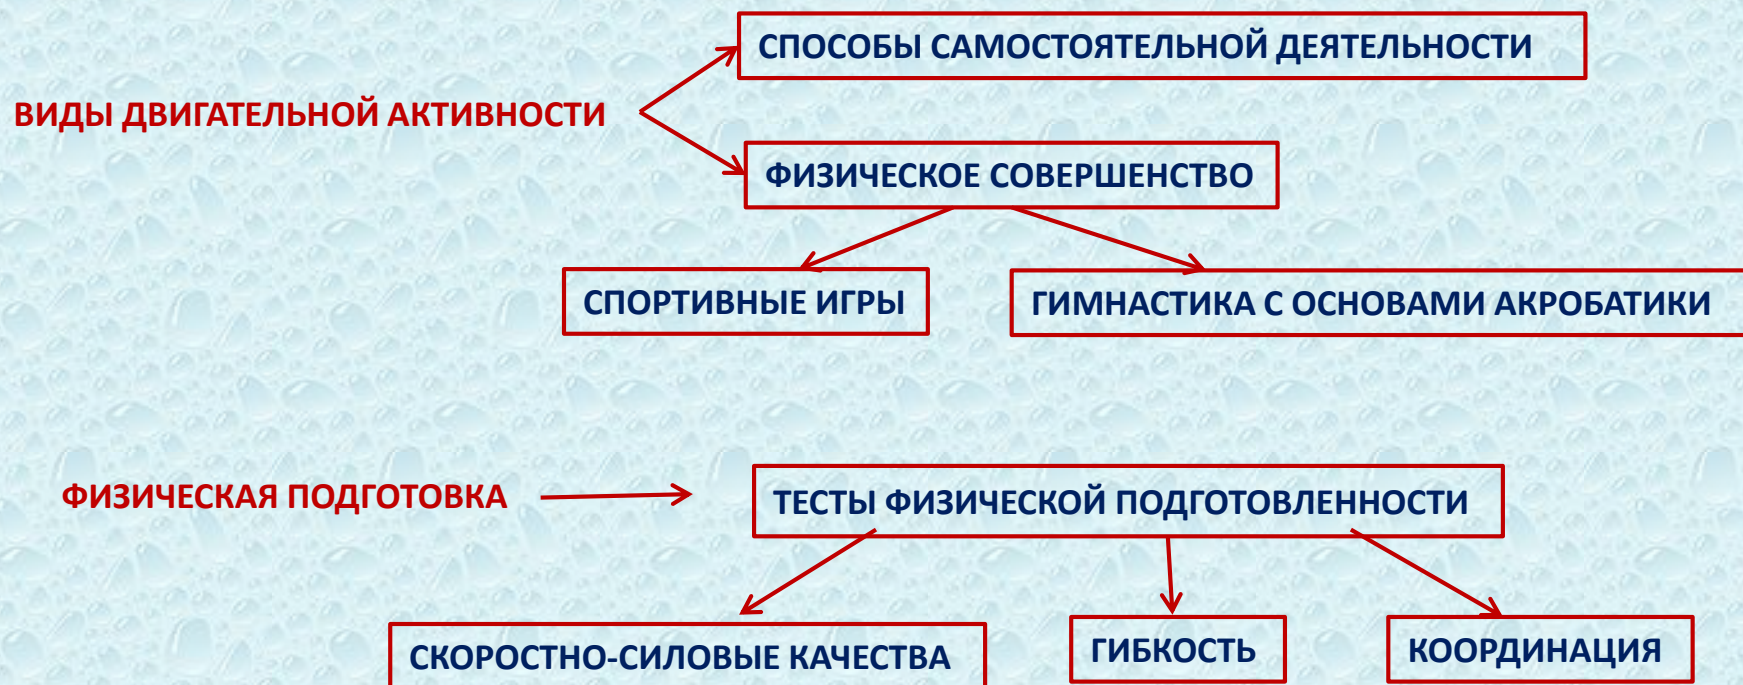 СПОСОБЫ САМОСТОЯТЕЛЬНОЙ ДЕЯТЕЛЬНОСТИ
ВИДЫ ДВИГАТЕЛЬНОЙ АКТИВНОСТИ
ФИЗИЧЕСКОЕ СОВЕРШЕНСТВО
СПОРТИВНЫЕ ИГРЫ
ГИМНАСТИКА С ОСНОВАМИ АКРОБАТИКИ
ФИЗИЧЕСКАЯ ПОДГОТОВКА
ТЕСТЫ ФИЗИЧЕСКОЙ ПОДГОТОВЛЕННОСТИ
СКОРОСТНО-СИЛОВЫЕ КАЧЕСТВА
ГИБКОСТЬ
КООРДИНАЦИЯ